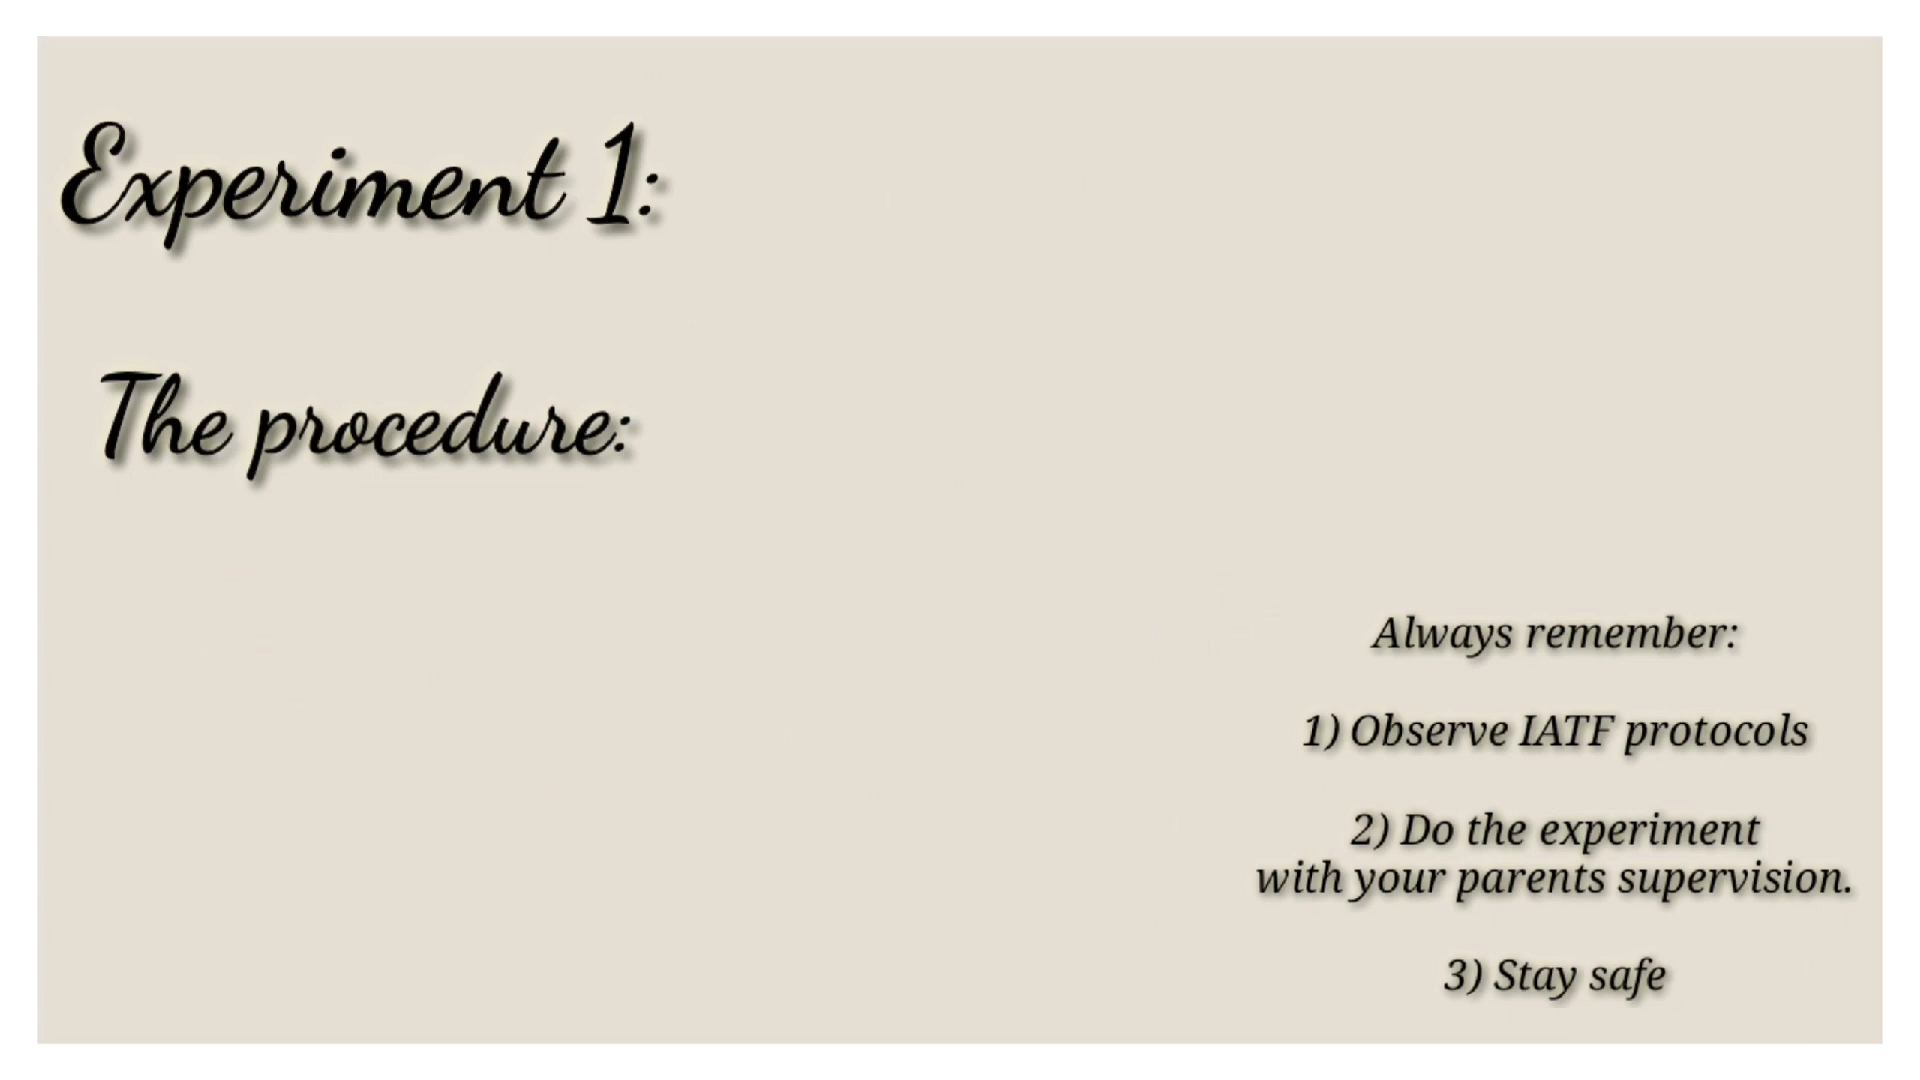 Experiment 1:
The procedure:
Always remember:
1) Observe IATF protocols
2) Do the experiment
with your parents supervision.
3) Stay safe